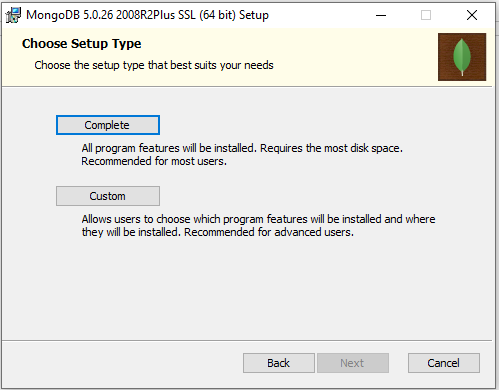 MongoDB 5.0.26 2008R2Plus SSL (64 bit) Setup
Choose Setup Type
Choose the setup type that best suits your needs
Complete
All program features will be installed. Requires the most disk space.
Recommended for most users.
Custom
Allows users to choose which program features will be installed and where
they will be installed. Recommended for advanced users.
Back
Next
Cancel